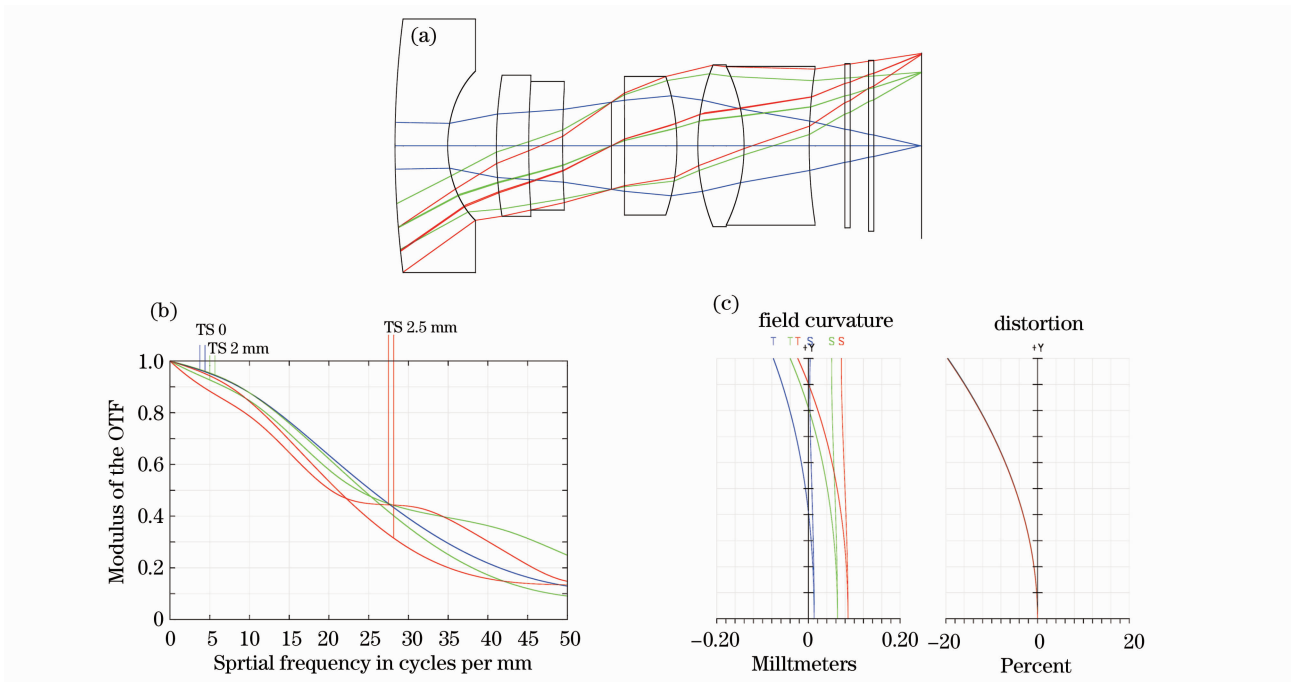 (a)
(b)
TS 0
TS 2 mm
TS 2.5 mm
1.0
0.8
0.6
0.4
0.2
0
Modulus of the OTF
0 5 10 15 20 25 30 35 40 45 50
Sprtial frequency in cycles per mm
(c)
field curvature
T TT S SS
+Y
-0.20 0 0.20
Milltmeters
distortion
+Y
-20 0 20
Percent